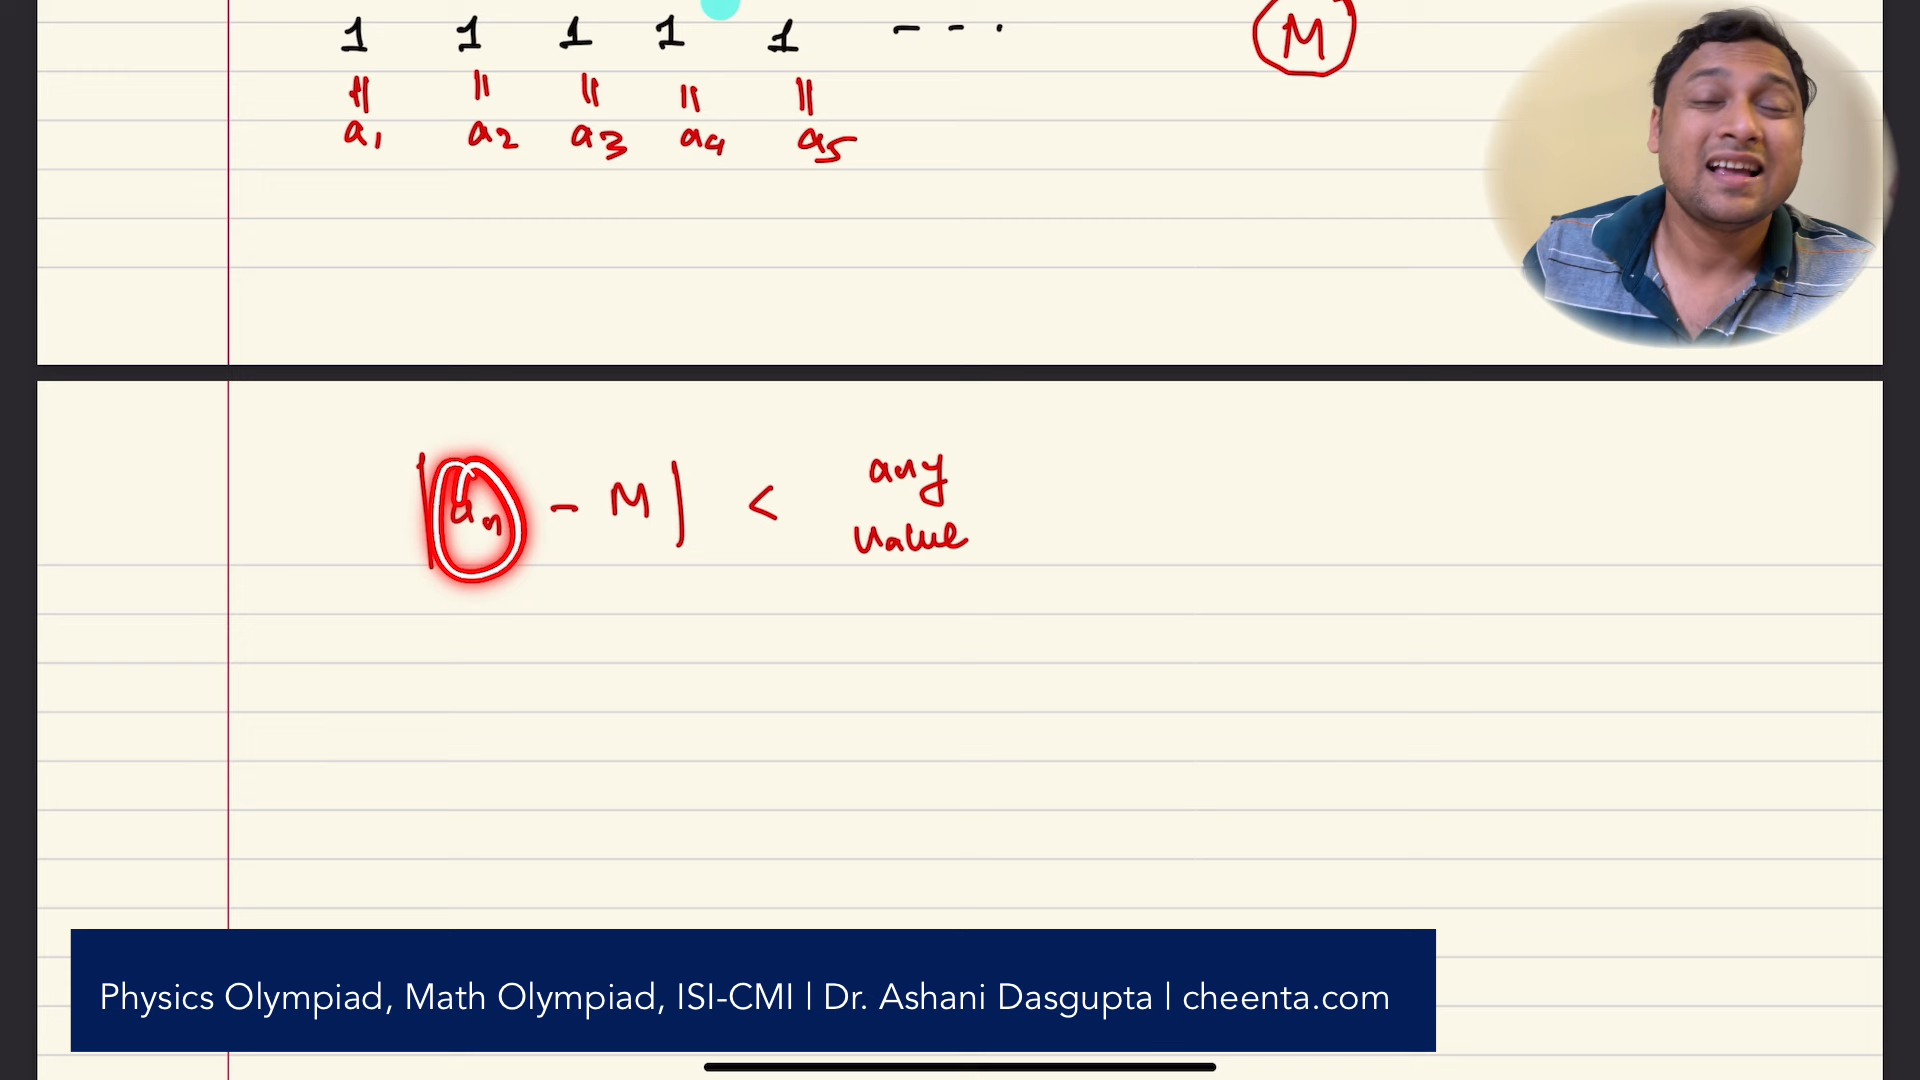 1 1 1 1 1 - - - M
॥ ॥ ॥ ॥ ॥
a1 a2 a3 a4 a5
|an - M| < any value
Physics Olympiad, Math Olympiad, ISI-CMI | Dr. Ashani Dasgupta | cheenta.com